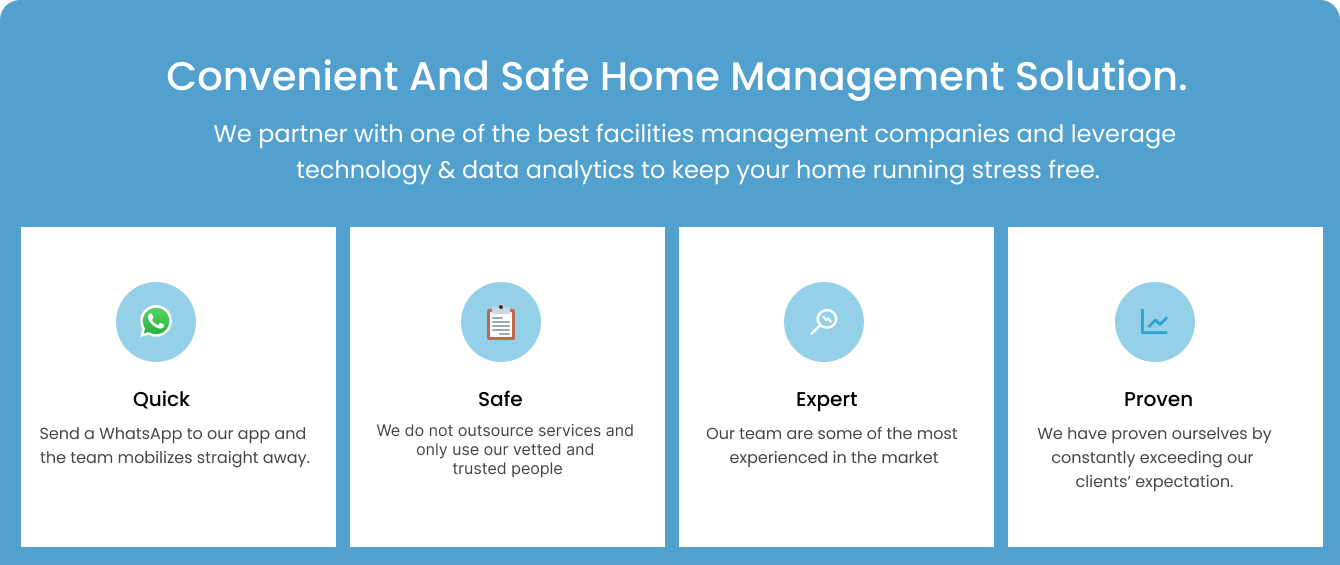 Convenient And Safe Home Management Solution.
We partner with one of the best facilities management companies and leverage
technology & data analytics to keep your home running stress free.
Quick
Send a WhatsApp to our app and
the team mobilizes straight away.
Safe
We do not outsource services and
only use our vetted and
trusted people
Expert
Our team are some of the most
experienced in the market
Proven
We have proven ourselves by
constantly exceeding our
clients’ expectation.